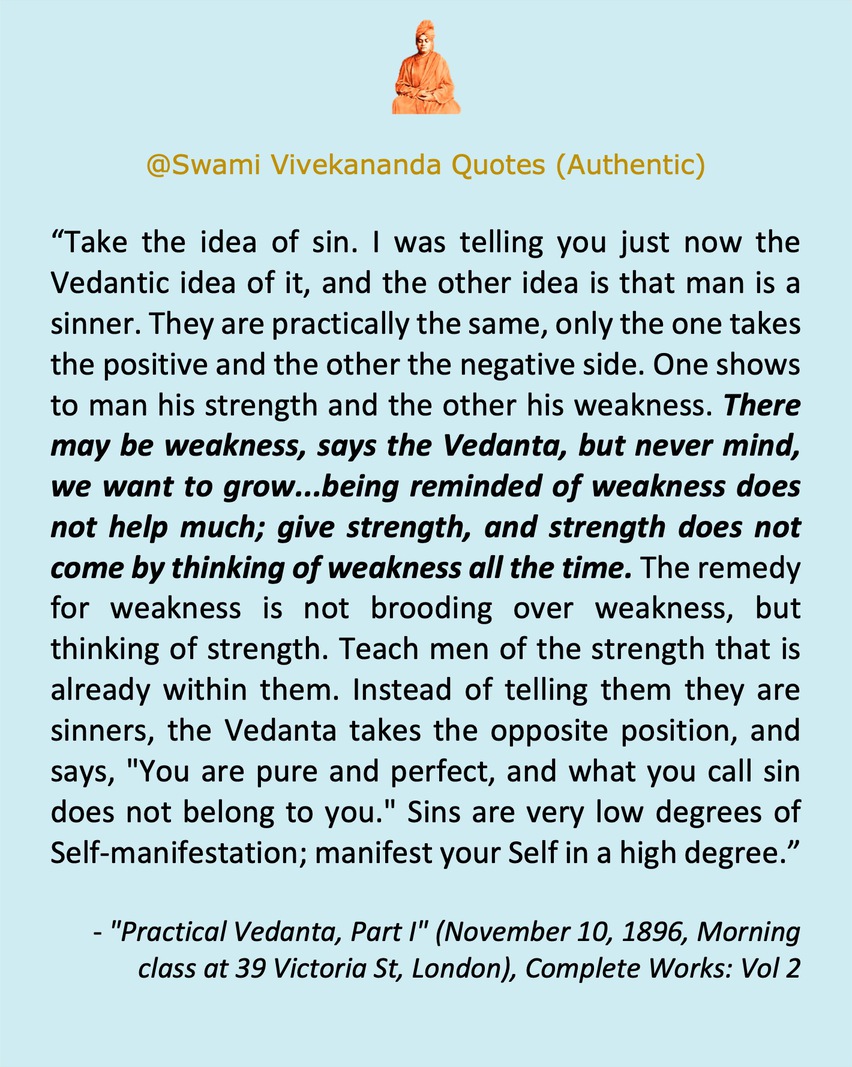 @Swami Vivekananda Quotes (Authentic)
“Take the idea of sin. I was telling you just now the
Vedantic idea of it, and the other idea is that man is a
sinner. They are practically the same, only the one takes
the positive and the other the negative side. One shows
to man his strength and the other his weakness. There
may be weakness, says the Vedanta, but never mind,
we want to grow...being reminded of weakness does
not help much; give strength, and strength does not
come by thinking of weakness all the time. The remedy
for weakness is not brooding over weakness, but
thinking of strength. Teach men of the strength that is
already within them. Instead of telling them they are
sinners, the Vedanta takes the opposite position, and
says, "You are pure and perfect, and what you call sin
does not belong to you." Sins are very low degrees of
Self-manifestation; manifest your Self in a high degree.”
- "Practical Vedanta, Part I" (November 10, 1896, Morning
class at 39 Victoria St, London), Complete Works: Vol 2